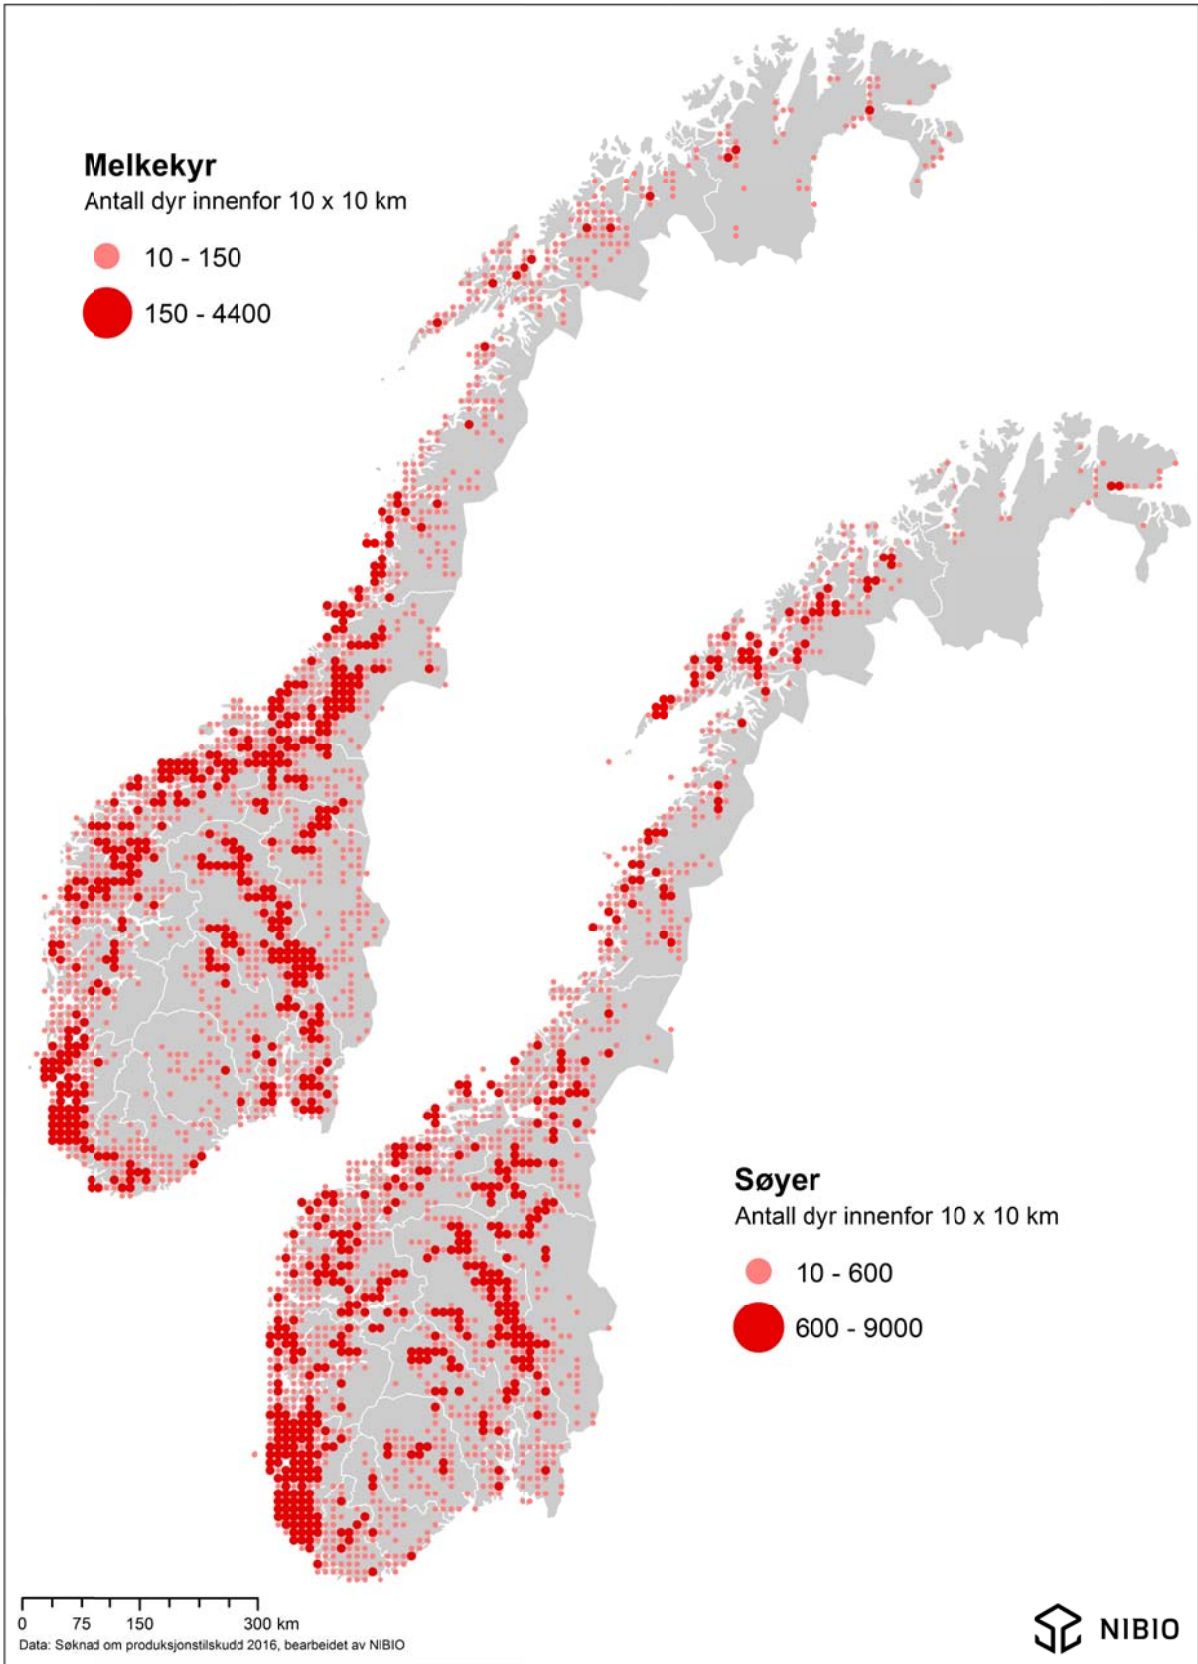 Melkekyr
Antall dyr innenfor 10 x 10 km
10 - 150
150 - 4400
Søyer
Antall dyr innenfor 10 x 10 km
10 - 600
600 - 9000
0 75 150 300 km
Data: Søknad om produksjonstilskudd 2016, bearbeidet av NIBIO
NIBIO